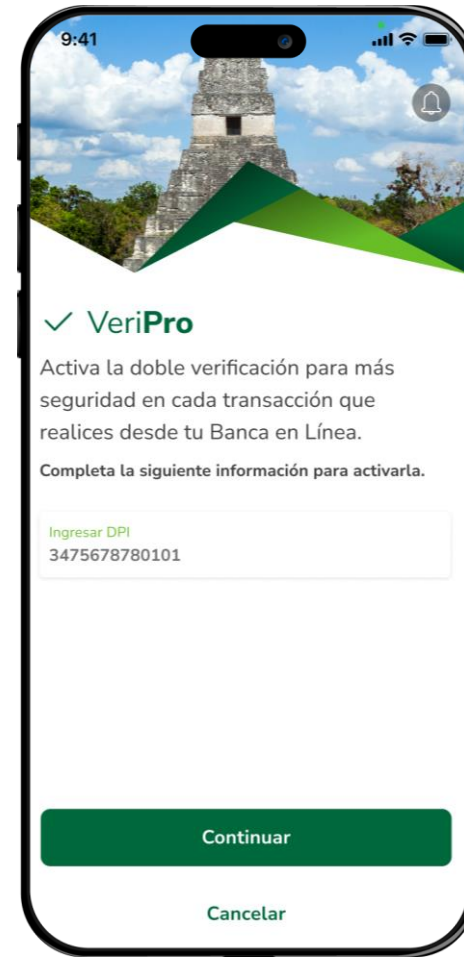 9:41
VeriPro
Activa la doble verificación para más
seguridad en cada transacción que
realices desde tu Banca en Línea.
Completa la siguiente información para activarla.
Ingresar DPI
3475678780101
Continuar
Cancelar